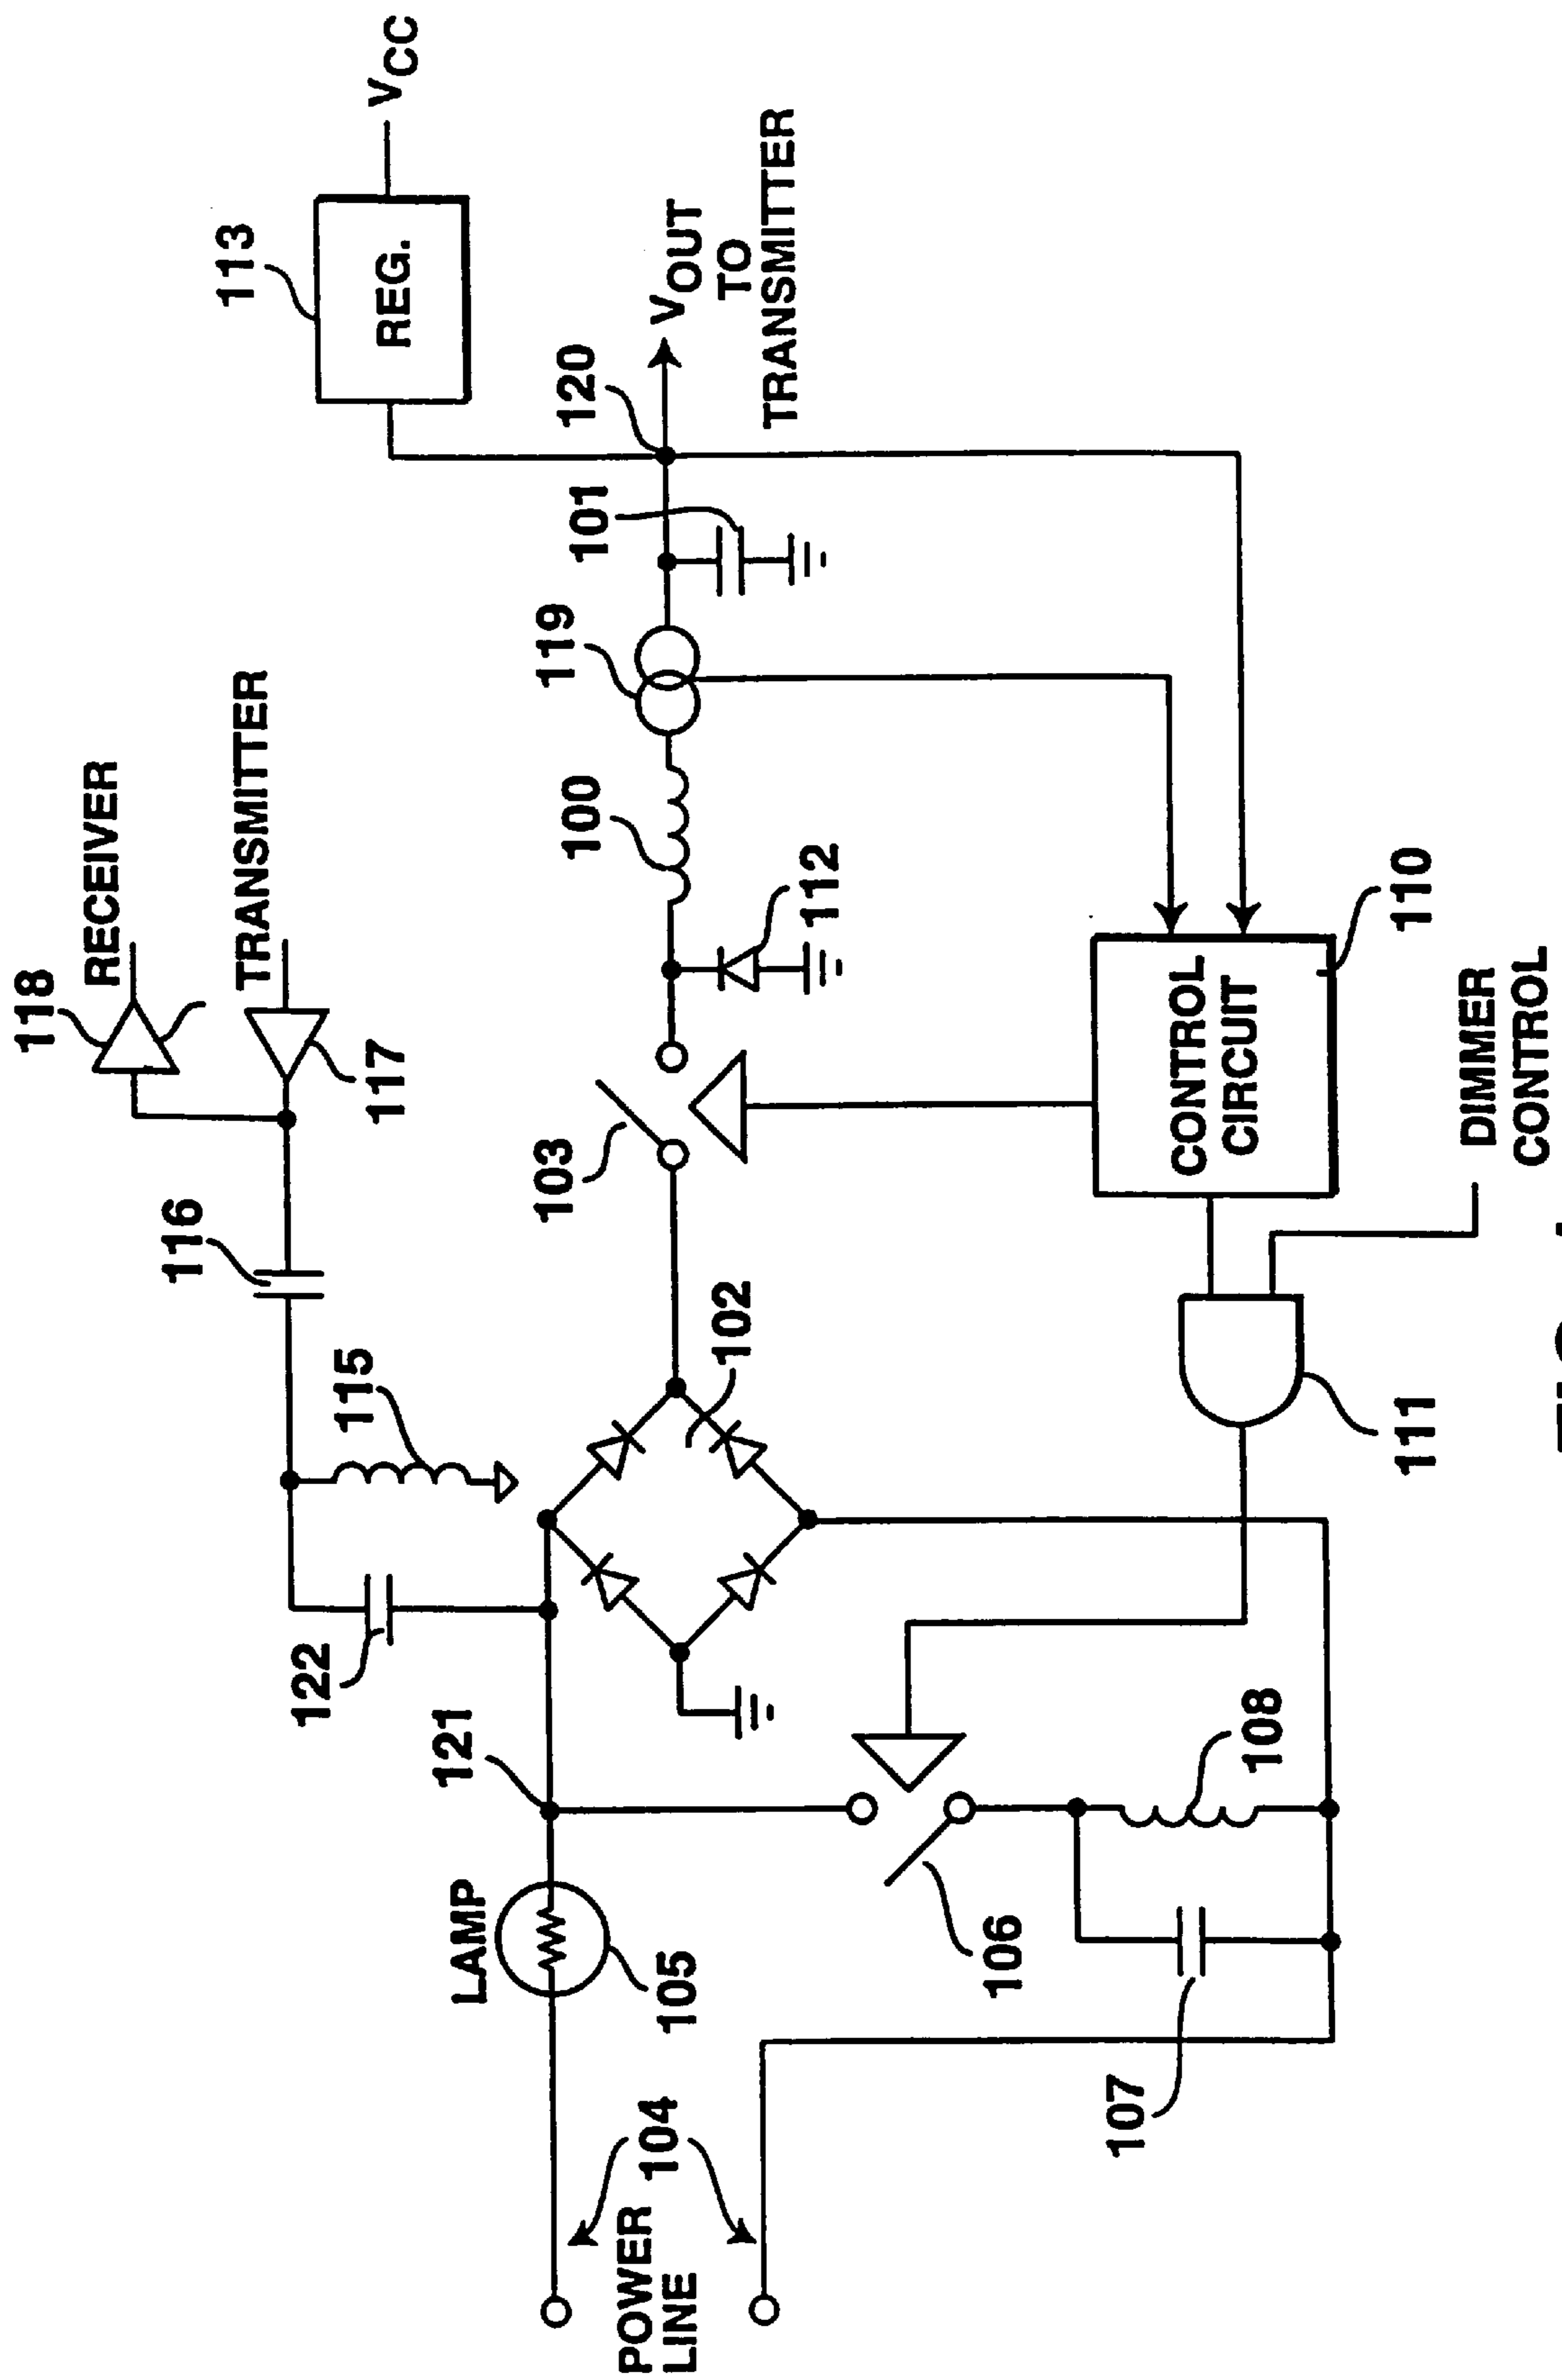 118
RECEIVER
TRANSMITTER
117
116
115
122
113
REG.
VCC
121
LAMP
105
102
103
100
112
119
101
120
VOUT
TO
TRANSMITTER
POWER
LINE
104
106
107
108
111
CONTROL
CIRCUIT
110
DIMMER
CONTROL